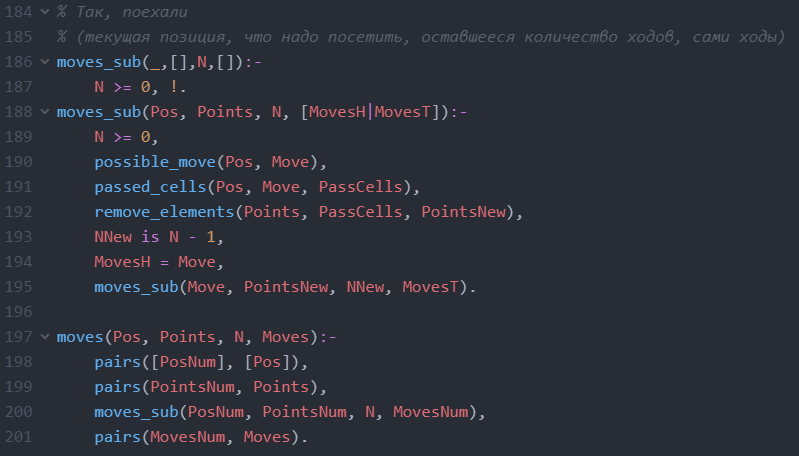 184 % Так, поехали
185 % (текущая позиция, что надо посетить, оставшееся количество ходов, сами ходы)
186 moves_sub(_,[],N,[]):-
187     N >= 0, !.
188 moves_sub(Pos, Points, N, [MovesH|MovesT]):-
189     N >= 0,
190     possible_move(Pos, Move),
191     passed_cells(Pos, Move, PassCells),
192     remove_elements(Points, PassCells, PointsNew),
193     NNew is N - 1,
194     MovesH = Move,
195     moves_sub(Move, PointsNew, NNew, MovesT).
196
197 moves(Pos, Points, N, Moves):-
198     pairs([PosNum], [Pos]),
199     pairs(PointsNum, Points),
200     moves_sub(PosNum, PointsNum, N, MovesNum),
201     pairs(MovesNum, Moves).